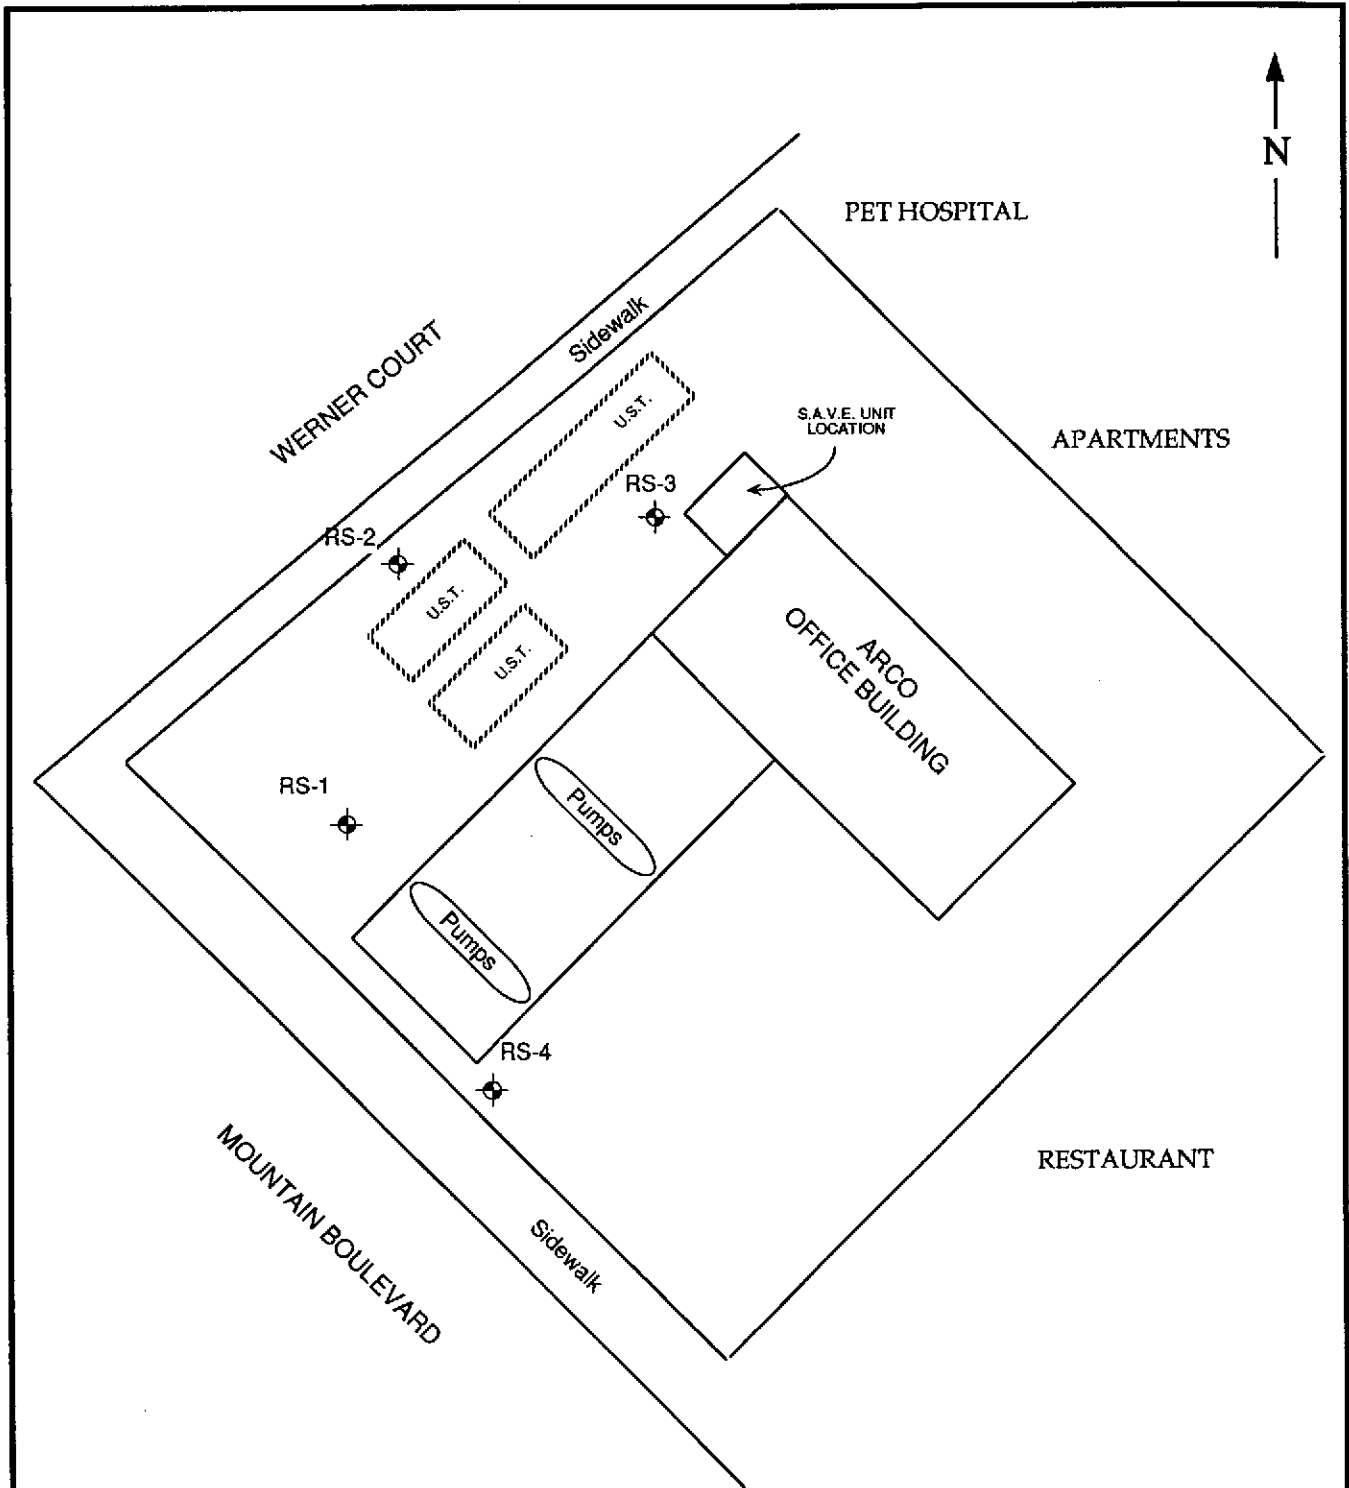 N
PET HOSPITAL
Sidewalk
WERNER COURT
U.S.T.
S.A.V.E. UNIT
LOCATION
APARTMENTS
RS-3
RS-2
U.S.T.
U.S.T.
ARCO
OFFICE BUILDING
RS-1
Pumps
Pumps
RS-4
MOUNTAIN BOULEVARD
Sidewalk
RESTAURANT